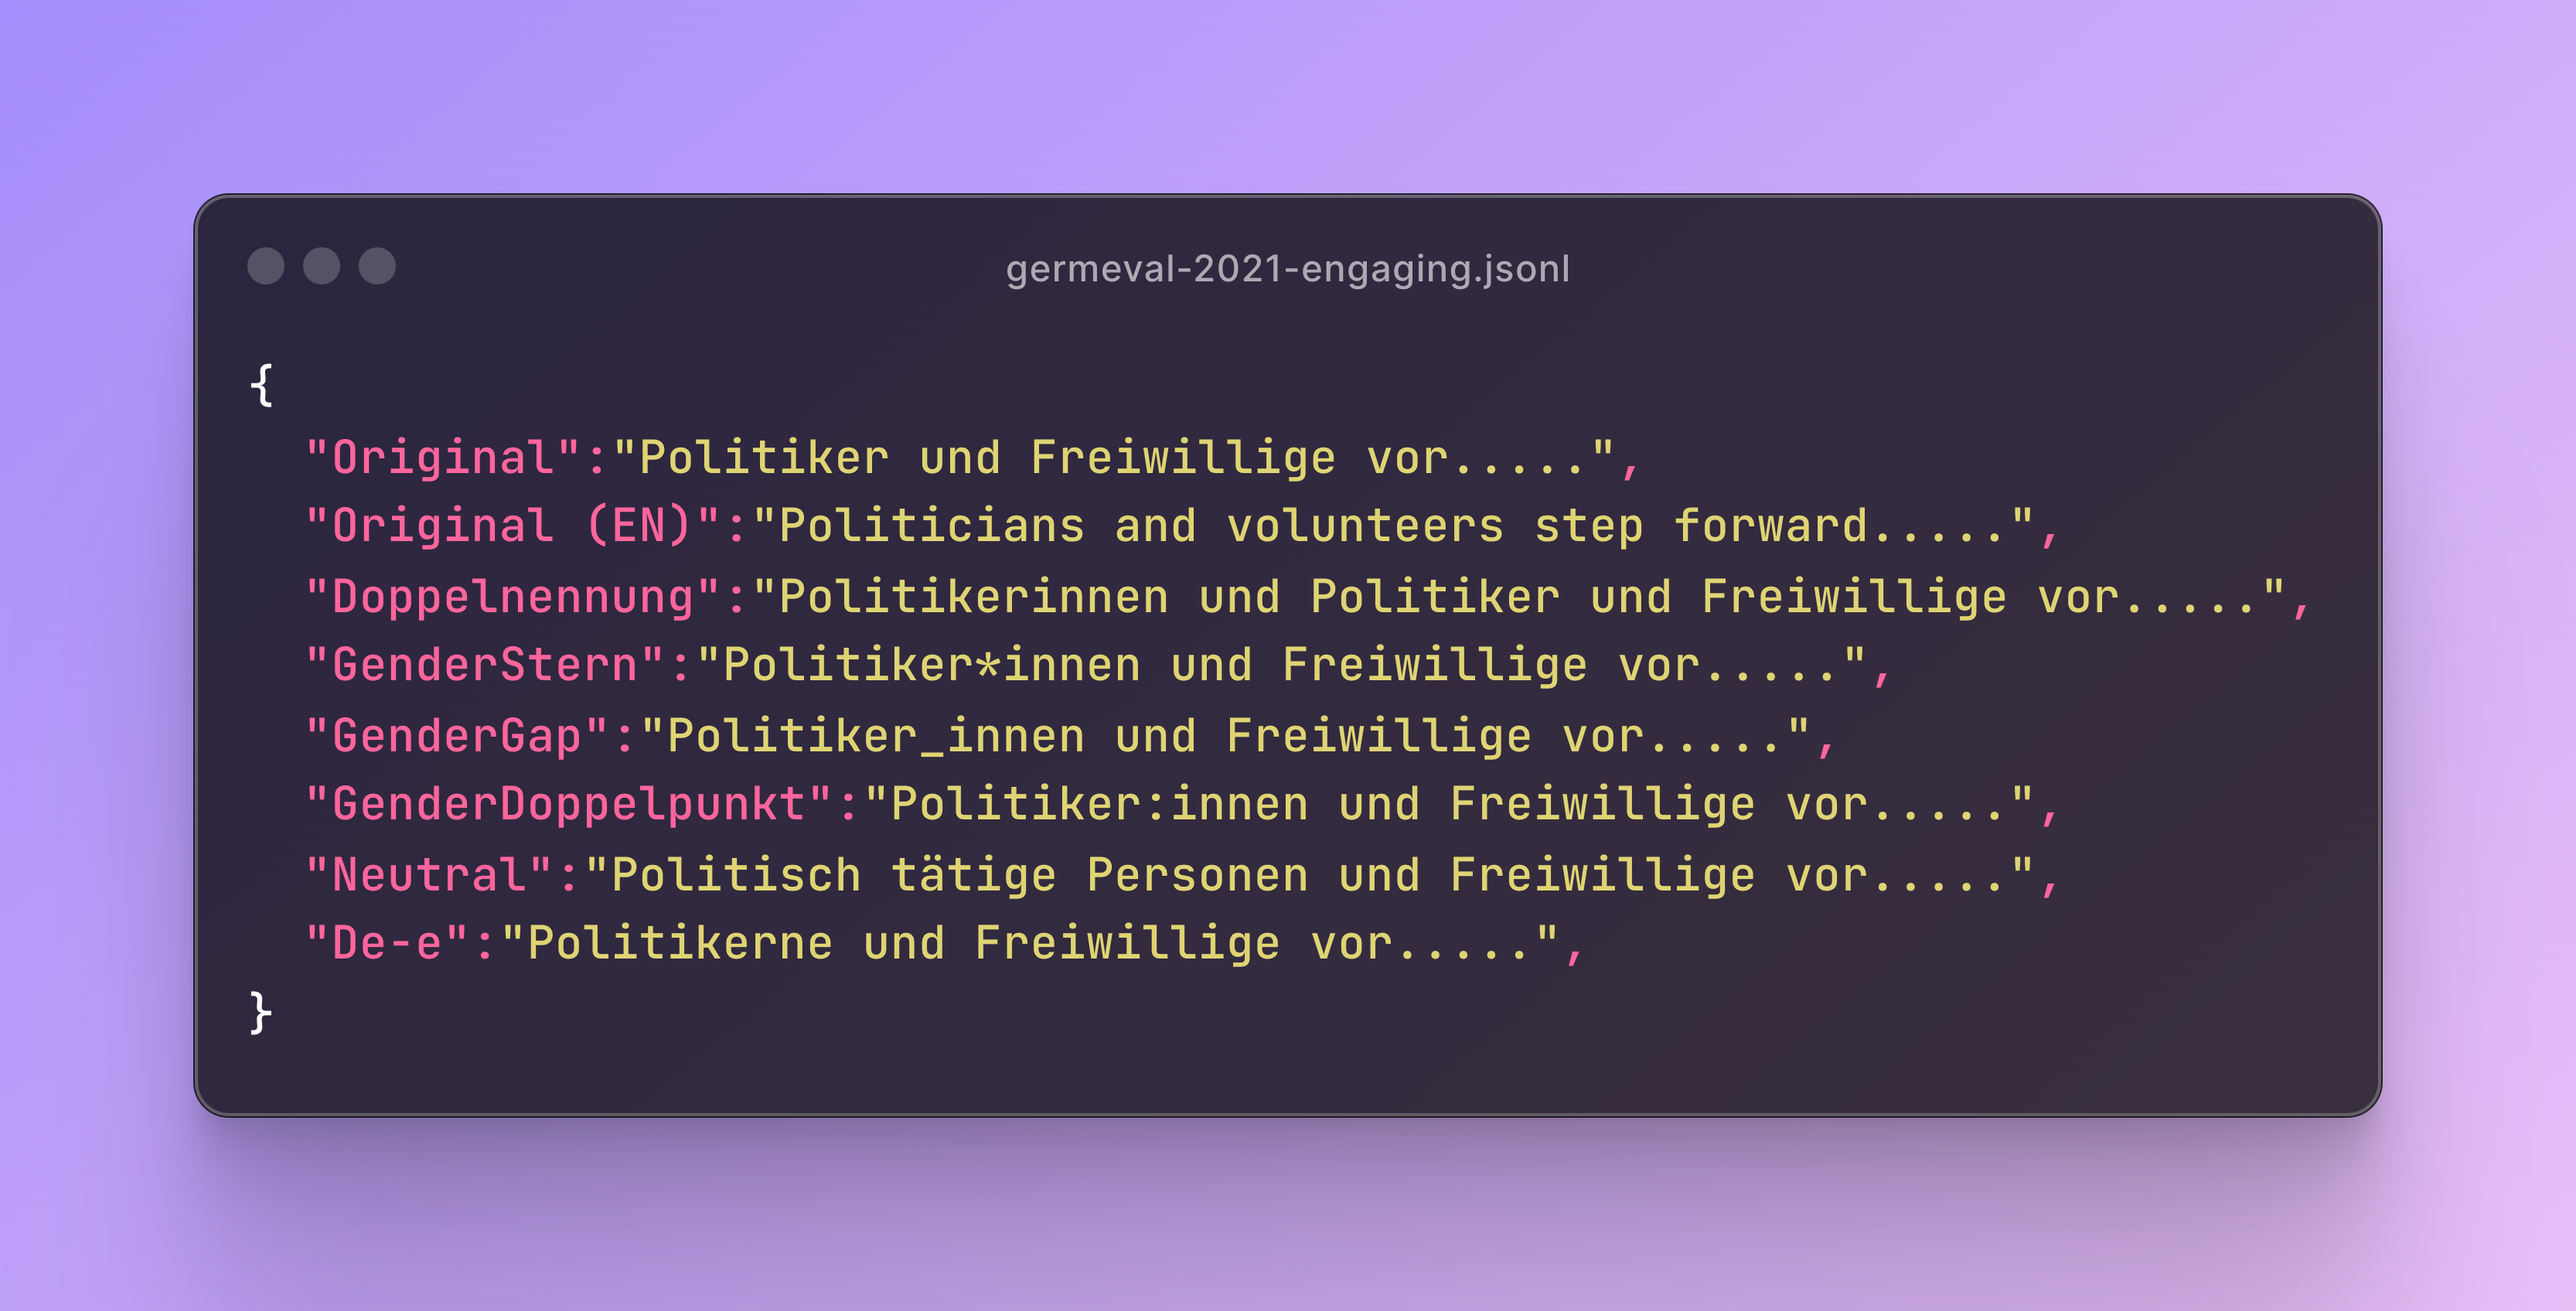 germeval-2021-engaging.jsonl
{
"Original":"Politiker und Freiwillige vor.....",
"Original (EN)":"Politicians and volunteers step forward.....",
"Doppelnennung":"Politikerinnen und Politiker und Freiwillige vor.....",
"GenderStern":"Politiker*innen und Freiwillige vor.....",
"GenderGap":"Politiker_innen und Freiwillige vor.....",
"GenderDoppelpunkt":"Politiker:innen und Freiwillige vor.....",
"Neutral":"Politisch tätige Personen und Freiwillige vor.....",
"De-e":"Politikerne und Freiwillige vor.....",
}